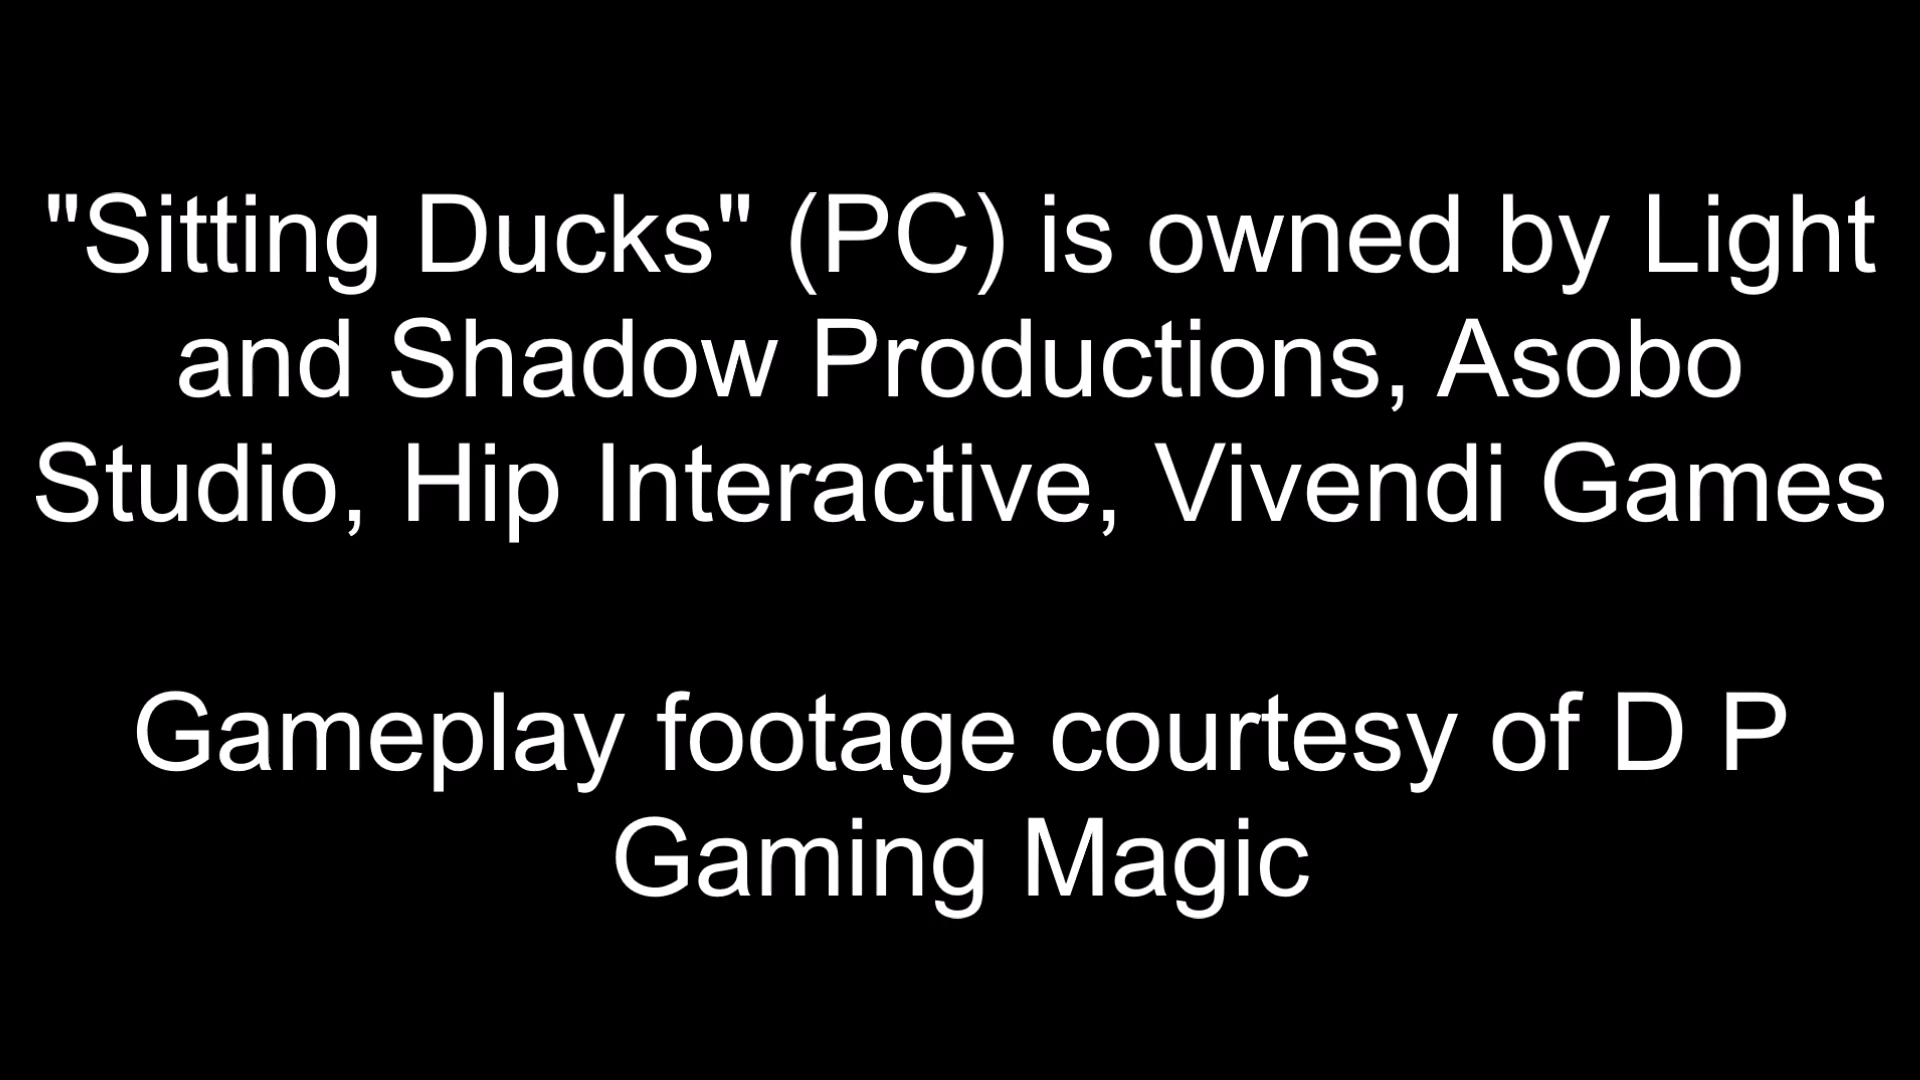 "Sitting Ducks" (PC) is owned by Light
and Shadow Productions, Asobo
Studio, Hip Interactive, Vivendi Games
Gameplay footage courtesy of D P
Gaming Magic